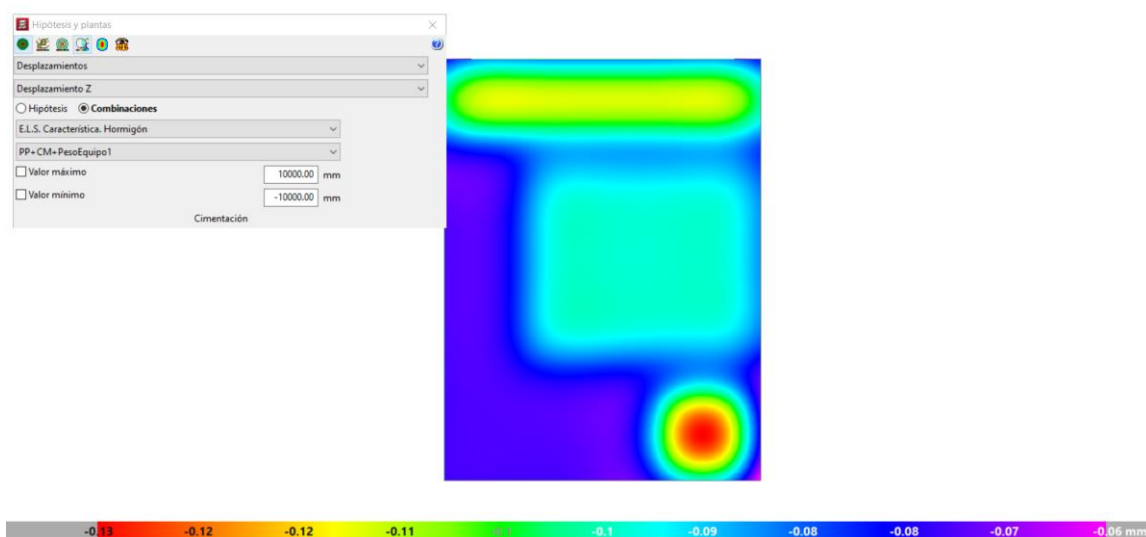 Hipótesis y plantas
Desplazamientos
Desplazamiento Z
Hipótesis Combinaciones
E.L.S. Característica. Hormigón
PP+CM+PesoEquipo1
Valor máximo 10000.00 mm
Valor mínimo -10000.00 mm
Cimentación
-0.13 -0.12 -0.12 -0.11 -0.1 -0.1 -0.09 -0.08 -0.08 -0.07 -0.06 mm